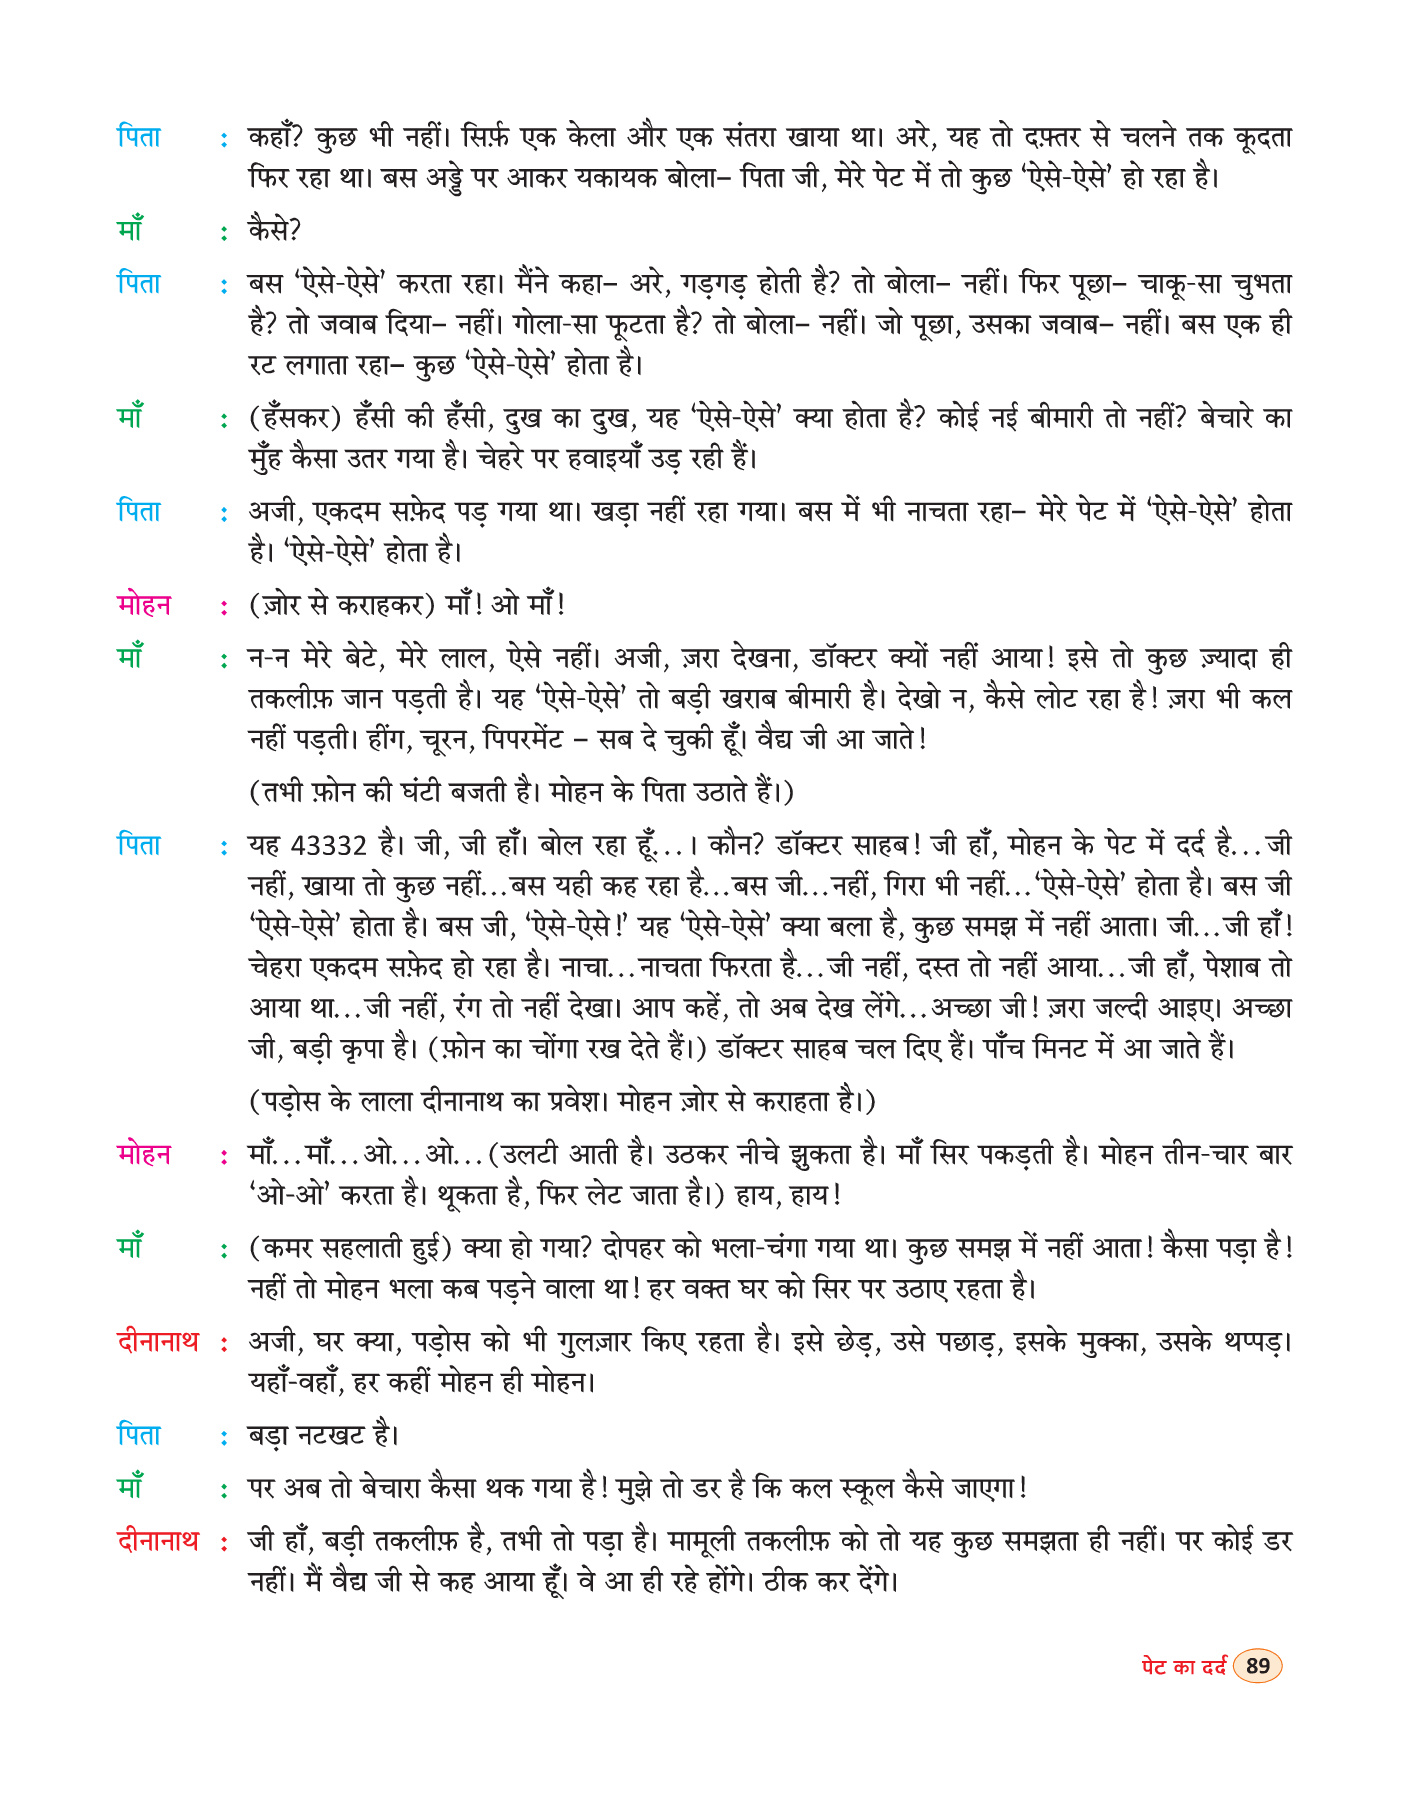 पिता : कहाँ? कुछ भी नहीं। सिर्फ़ एक केला और एक संतरा खाया था। अरे, यह तो दफ़्तर से चलने तक कूदता
फिर रहा था। बस अड्डे पर आकर यकायक बोला– पिता जी, मेरे पेट में तो कुछ ‘ऐसे-ऐसे’ हो रहा है।
माँ : कैसे?
पिता : बस ‘ऐसे-ऐसे’ करता रहा। मैंने कहा– अरे, गड़गड़ होती है? तो बोला– नहीं। फिर पूछा– चाकू-सा चुभता
है? तो जवाब दिया– नहीं। गोला-सा फूटता है? तो बोला– नहीं। जो पूछा, उसका जवाब– नहीं। बस एक ही
रट लगाता रहा– कुछ ‘ऐसे-ऐसे’ होता है।
माँ : (हँसकर) हँसी की हँसी, दुख का दुख, यह ‘ऐसे-ऐसे’ क्या होता है? कोई नई बीमारी तो नहीं? बेचारे का
मुँह कैसा उतर गया है। चेहरे पर हवाइयाँ उड़ रही हैं।
पिता : अजी, एकदम सफ़ेद पड़ गया था। खड़ा नहीं रहा गया। बस में भी नाचता रहा– मेरे पेट में ‘ऐसे-ऐसे’ होता
है। ‘ऐसे-ऐसे’ होता है।
मोहन : (ज़ोर से कराहकर) माँ! ओ माँ!
माँ : न-न मेरे बेटे, मेरे लाल, ऐसे नहीं। अजी, ज़रा देखना, डॉक्टर क्यों नहीं आया! इसे तो कुछ ज़्यादा ही
तकलीफ़ जान पड़ती है। यह ‘ऐसे-ऐसे’ तो बड़ी खराब बीमारी है। देखो न, कैसे लोट रहा है! ज़रा भी कल
नहीं पड़ती। हींग, चूरन, पिपरमेंट – सब दे चुकी हूँ। वैद्य जी आ जाते!
(तभी फ़ोन की घंटी बजती है। मोहन के पिता उठाते हैं।)
पिता : यह 43332 है। जी, जी हाँ। बोल रहा हूँ...। कौन? डॉक्टर साहब! जी हाँ, मोहन के पेट में दर्द है...जी
नहीं, खाया तो कुछ नहीं...बस यही कह रहा है...बस जी...नहीं, गिरा भी नहीं...‘ऐसे-ऐसे’ होता है। बस जी
‘ऐसे-ऐसे’ होता है। बस जी, ‘ऐसे-ऐसे!’ यह ‘ऐसे-ऐसे’ क्या बला है, कुछ समझ में नहीं आता। जी...जी हाँ!
चेहरा एकदम सफ़ेद हो रहा है। नाचा...नाचता फिरता है...जी नहीं, दस्त तो नहीं आया...जी हाँ, पेशाब तो
आया था...जी नहीं, रंग तो नहीं देखा। आप कहें, तो अब देख लेंगे...अच्छा जी! ज़रा जल्दी आइए। अच्छा
जी, बड़ी कृपा है। (फ़ोन का चोंगा रख देते हैं।) डॉक्टर साहब चल दिए हैं। पाँच मिनट में आ जाते हैं।
(पड़ोस के लाला दीनानाथ का प्रवेश। मोहन ज़ोर से कराहता है।)
मोहन : माँ...माँ...ओ...ओ...(उलटी आती है। उठकर नीचे झुकता है। माँ सिर पकड़ती है। मोहन तीन-चार बार
‘ओ-ओ’ करता है। थूकता है, फिर लेट जाता है।) हाय, हाय!
माँ : (कमर सहलाती हुई) क्या हो गया? दोपहर को भला-चंगा गया था। कुछ समझ में नहीं आता! कैसा पड़ा है!
नहीं तो मोहन भला कब पड़ने वाला था! हर वक्त घर को सिर पर उठाए रहता है।
दीनानाथ : अजी, घर क्या, पड़ोस को भी गुलज़ार किए रहता है। इसे छेड़, उसे पछाड़, इसके मुक्का, उसके थप्पड़।
यहाँ-वहाँ, हर कहीं मोहन ही मोहन।
पिता : बड़ा नटखट है।
माँ : पर अब तो बेचारा कैसा थक गया है! मुझे तो डर है कि कल स्कूल कैसे जाएगा!
दीनानाथ : जी हाँ, बड़ी तकलीफ़ है, तभी तो पड़ा है। मामूली तकलीफ़ को तो यह कुछ समझता ही नहीं। पर कोई डर
नहीं। मैं वैद्य जी से कह आया हूँ। वे आ ही रहे होंगे। ठीक कर देंगे।
पेट का दर्द 89